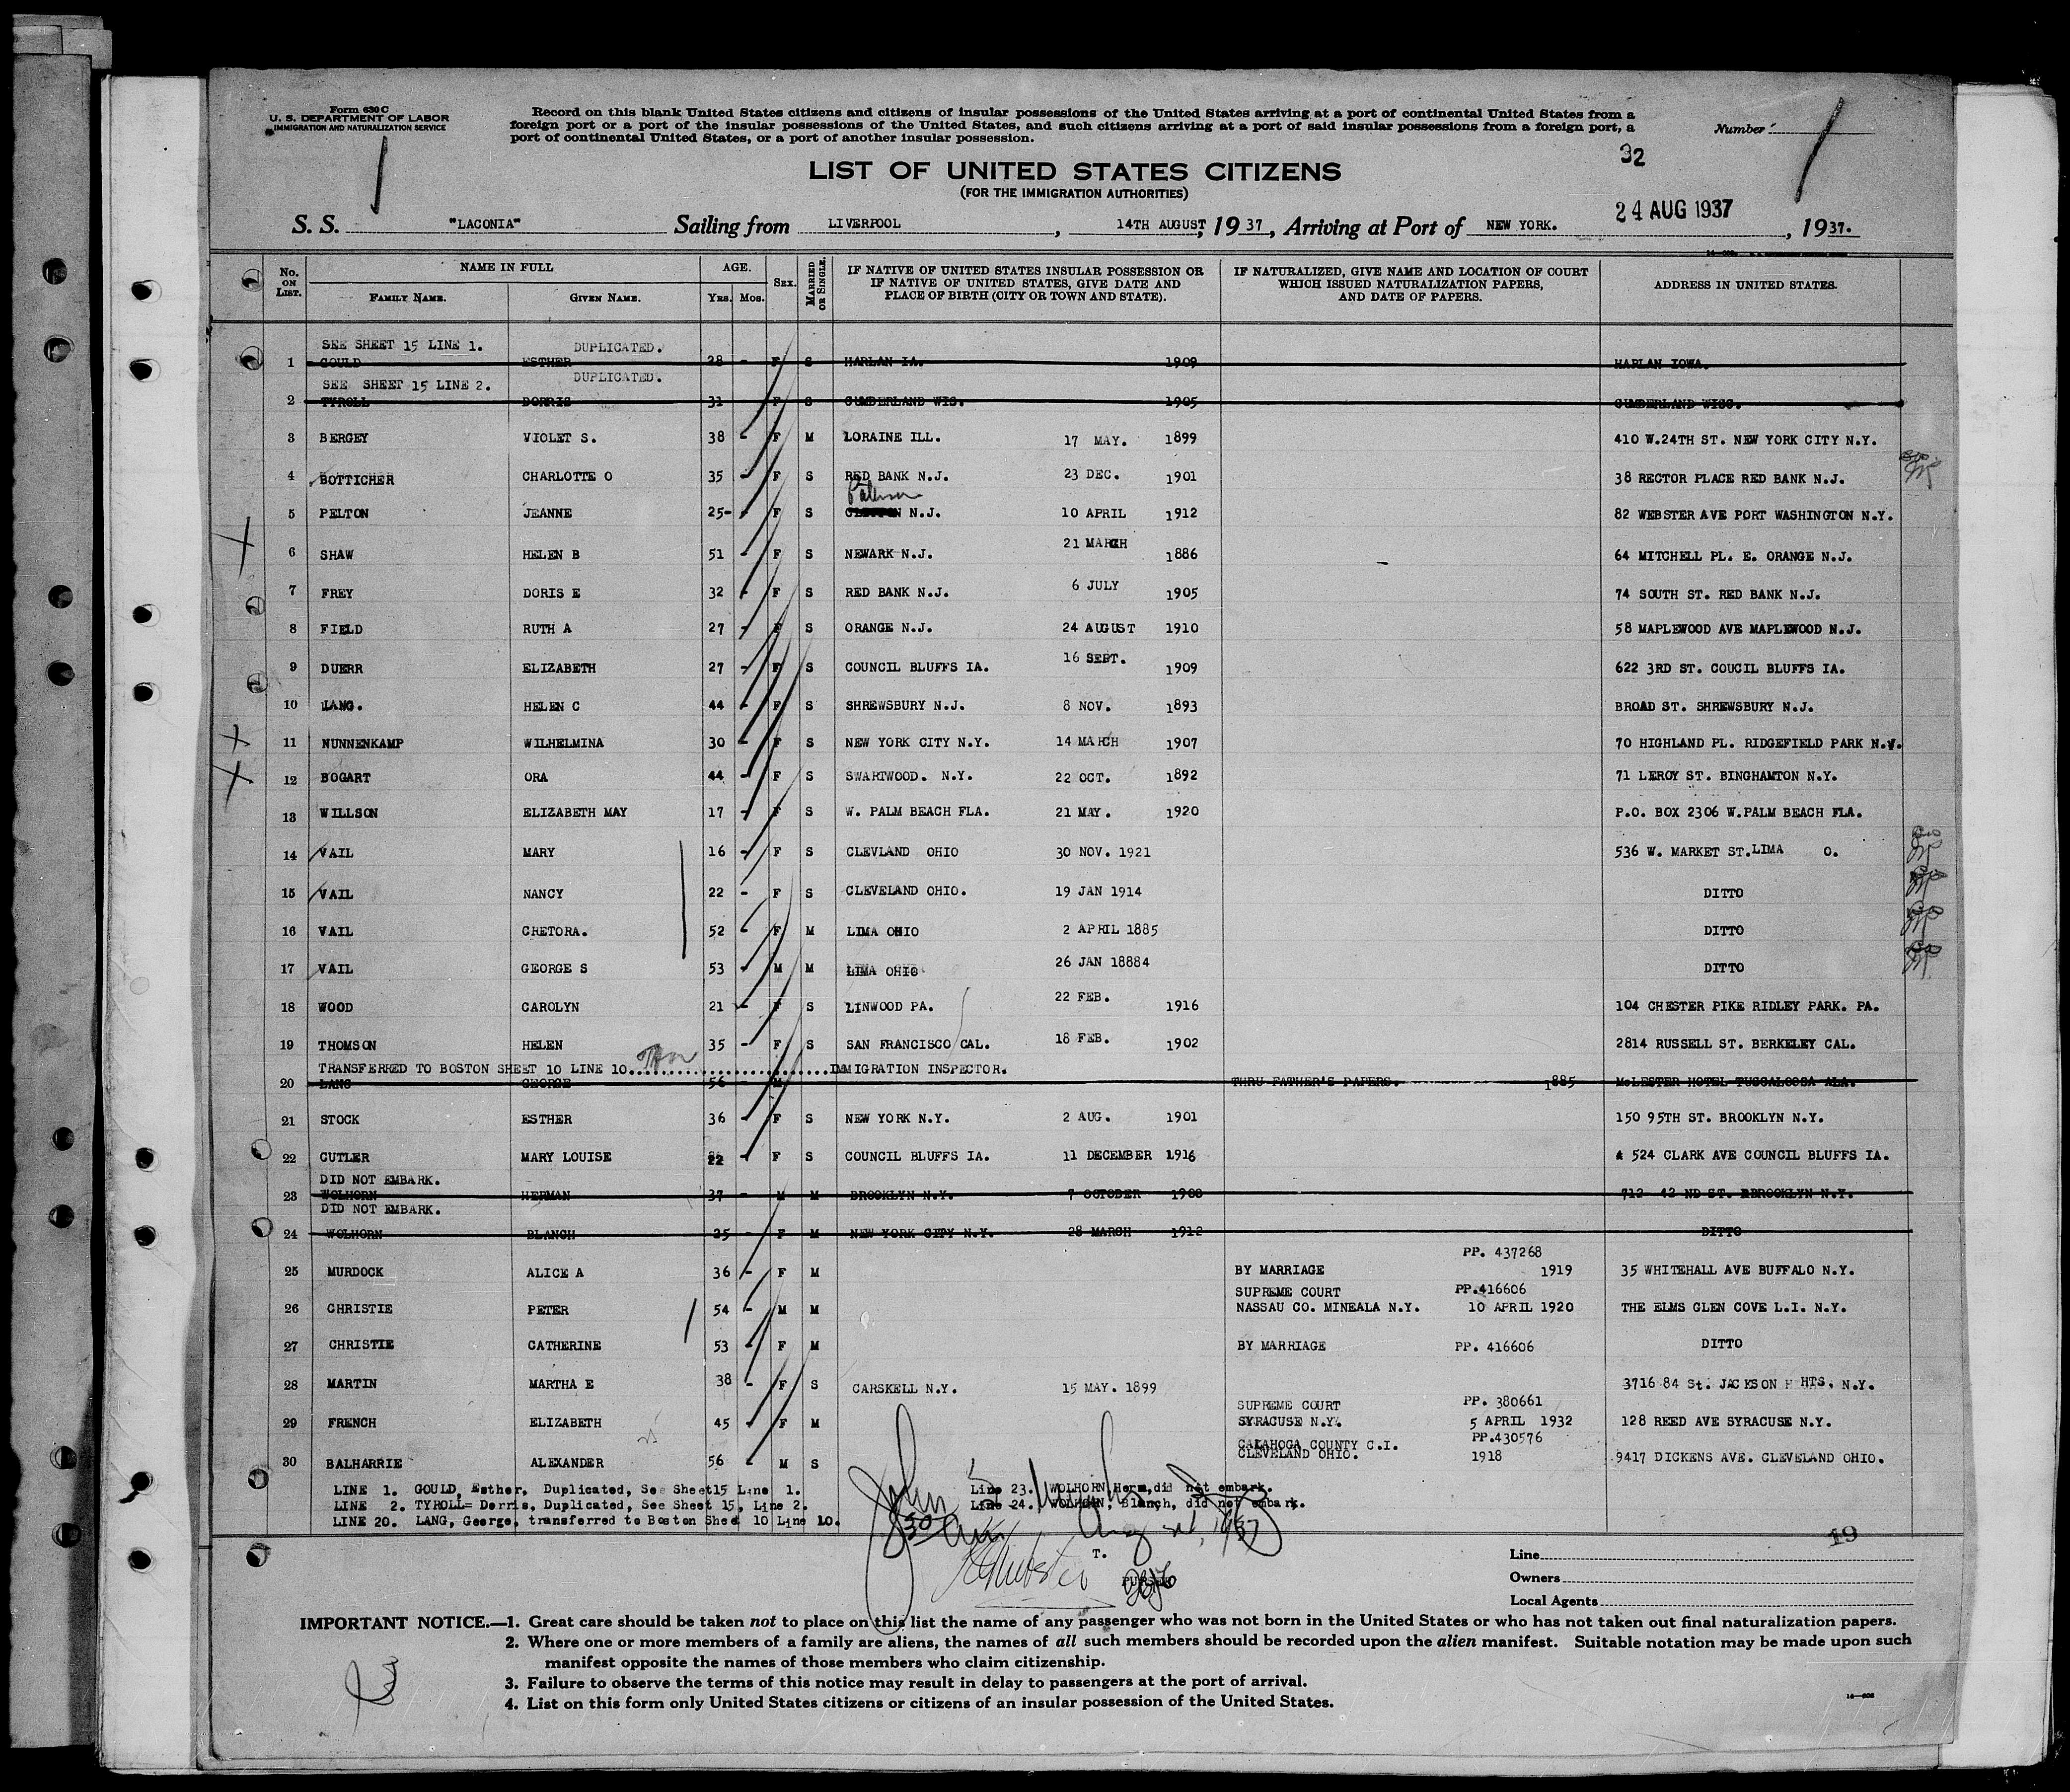 Form 630 C
U. S. DEPARTMENT OF LABOR
IMMIGRATION AND NATURALIZATION SERVICE
Record on this blank United States citizens and citizens of insular possessions of the United States arriving at a port of continental United States from a
foreign port or a port of the insular possessions of the United States, and such citizens arriving at a port of said insular possessions from a foreign port, a
port of continental United States, or a port of another insular possession.
Number
32
LIST OF UNITED STATES CITIZENS
(FOR THE IMMIGRATION AUTHORITIES)
24 AUG 1937
S. S. "LACONIA" Sailing from LIVERPOOL, 14TH AUGUST, 1937, Arriving at Port of NEW YORK. , 1937.
No. ON LIST. NAME IN FULL AGE. SEX. MARRIED OR SINGLE. IF NATIVE OF UNITED STATES INSULAR POSSESSION OR IF NATIVE OF UNITED STATES, GIVE DATE AND PLACE OF BIRTH (CITY OR TOWN AND STATE). IF NATURALIZED, GIVE NAME AND LOCATION OF COURT WHICH ISSUED NATURALIZATION PAPERS, AND DATE OF PAPERS. ADDRESS IN UNITED STATES.
FAMILY NAME. GIVEN NAME. YRS. MOS.
SEE SHEET 15 LINE 1. DUPLICATED.
1 GOULD ESTHER 28 - F S HARLAN IA. 1909 HARLAN IOWA.
SEE SHEET 15 LINE 2. DUPLICATED.
2 TYROLL DORRIS 31 F S CUMBERLAND WIS. 1905 CUMBERLAND WISC.
3 BERGEY VIOLET S. 38 - F M LORAINE ILL. 17 MAY. 1899 410 W.24TH ST. NEW YORK CITY N.Y.
4 BOTTICHER CHARLOTTE O 35 - F S RED BANK N.J. 23 DEC. 1901 38 RECTOR PLACE RED BANK N.J.
5 PELTON JEANNE 25- F S N.J. 10 APRIL 1912 82 WEBSTER AVE PORT WASHINGTON N.Y.
6 SHAW HELEN B 51 - F S NEWARK N.J. 21 MARCH 1886 64 MITCHELL PL. E. ORANGE N.J.
7 FREY DORIS E 32 - F S RED BANK N.J. 6 JULY 1905 74 SOUTH ST. RED BANK N.J.
8 FIELD RUTH A 27 - F S ORANGE N.J. 24 AUGUST 1910 58 MAPLEWOOD AVE MAPLEWOOD N.J.
9 DUERR ELIZABETH 27 - F S COUNCIL BLUFFS IA. 16 SEPT. 1909 622 3RD ST. COUCIL BLUFFS IA.
10 LANG. HELEN C 44 - F S SHREWSBURY N.J. 8 NOV. 1893 BROAD ST. SHREWSBURY N.J.
11 NUNNENKAMP WILHELMINA 30 - F S NEW YORK CITY N.Y. 14 MARCH 1907 70 HIGHLAND PL. RIDGEFIELD PARK N.J.
12 BOGART ORA 44 - F S SWARTWOOD. N.Y. 22 OCT. 1892 71 LEROY ST. BINGHAMTON N.Y.
13 WILLSON ELIZABETH MAY 17 - F S W. PALM BEACH FLA. 21 MAY. 1920 P.O. BOX 2306 W.PALM BEACH FLA.
14 VAIL MARY 16 - F S CLEVLAND OHIO 30 NOV. 1921 536 W. MARKET ST.LIMA O.
15 VAIL NANCY 22 - F S CLEVELAND OHIO. 19 JAN 1914 DITTO
16 VAIL CRETORA. 52 - F M LIMA OHIO 2 APRIL 1885 DITTO
17 VAIL GEORGE S 53 - M M LIMA OHIO 26 JAN 18884 DITTO
18 WOOD CAROLYN 21 - F S LINWOOD PA. 22 FEB. 1916 104 CHESTER PIKE RIDLEY PARK. PA.
19 THOMSON HELEN 35 - F S SAN FRANCISCO CAL. 18 FEB. 1902 2814 RUSSELL ST. BERKELEY CAL.
TRANSFERRED TO BOSTON SHEET 10 LINE 10. IMMIGRATION INSPECTOR.
20 LANG GEORGE 56 - M THRU FATHER'S PAPERS. 1885 McLESTER HOTEL TUSCALOOSA ALA.
21 STOCK ESTHER 36 - F S NEW YORK N.Y. 2 AUG. 1901 150 95TH ST. BROOKLYN N.Y.
22 CUTLER MARY LOUISE 22 - F S COUNCIL BLUFFS IA. 11 DECEMBER 1916 524 CLARK AVE COUNCIL BLUFFS IA.
DID NOT EMBARK.
23 WOLHORN HERMAN 37 - M M BROOKLYN N.Y. 7 OCTOBER 1900 712 42 ND ST. BROOKLYN N.Y.
DID NOT EMBARK.
24 WOLHORN BLANCH 25 - F M NEW YORK CITY N.Y. 28 MARCH 1912 DITTO
PP. 437268
25 MURDOCK ALICE A 36 - F M BY MARRIAGE 1919 35 WHITEHALL AVE BUFFALO N.Y.
SUPREME COURT PP.416606
26 CHRISTIE PETER 54 - M M NASSAU CO. MINEALA N.Y. 10 APRIL 1920 THE ELMS GLEN COVE L.I. N.Y.
27 CHRISTIE CATHERINE 53 - F M BY MARRIAGE PP. 416606 DITTO
28 MARTIN MARTHA E 38 - F S CARSKELL N.Y. 15 MAY. 1899 3716 84 St. JACKSON HHTS. N.Y.
SUPREME COURT PP. 380661
29 FRENCH ELIZABETH 45 - F M SYRACUSE N.Y. 5 APRIL 1932 128 REED AVE SYRACUSE N.Y.
CAHAHOGA COUNTY C.I. PP.430576
30 BALHARRIE ALEXANDER 56 - M S CLEVELAND OHIO. 1918 9417 DICKENS AVE. CLEVELAND OHIO.
LINE 1. GOULD, Esther, Duplicated, See Sheet15 Line 1. Line 23. WOLHORN Herm,did not embark.
LINE 2. TYROLL= Dorris, Duplicated, See Sheet 15, Line 2. Line 24. WOLHORN, Blanch, did not embark.
LINE 20. LANG, George, transferred to Boston Sheet 10 Line 10.
19
T.
PURSER
Line
Owners
Local Agents
IMPORTANT NOTICE.—1. Great care should be taken not to place on this list the name of any passenger who was not born in the United States or who has not taken out final naturalization papers.
2. Where one or more members of a family are aliens, the names of all such members should be recorded upon the alien manifest. Suitable notation may be made upon such
manifest opposite the names of those members who claim citizenship.
3. Failure to observe the terms of this notice may result in delay to passengers at the port of arrival.
4. List on this form only United States citizens or citizens of an insular possession of the United States.